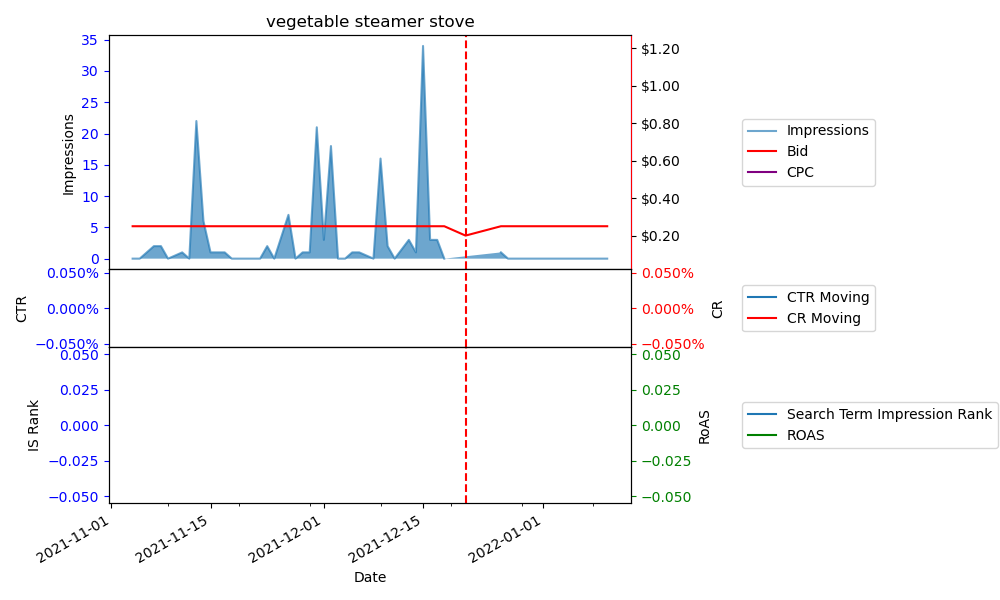 vegetable steamer stove
35
30
25
20
15
10
5
0
Impressions
$1.20
$1.00
$0.80
$0.60
$0.40
$0.20
Impressions
Bid
CPC
0.050%
0.000%
−0.050%
CTR
0.050%
0.000%
−0.050%
CR
CTR Moving
CR Moving
0.050
0.025
0.000
−0.025
−0.050
IS Rank
0.050
0.025
0.000
−0.025
−0.050
RoAS
Search Term Impression Rank
ROAS
2021-11-01
2021-11-15
2021-12-01
2021-12-15
2022-01-01
Date